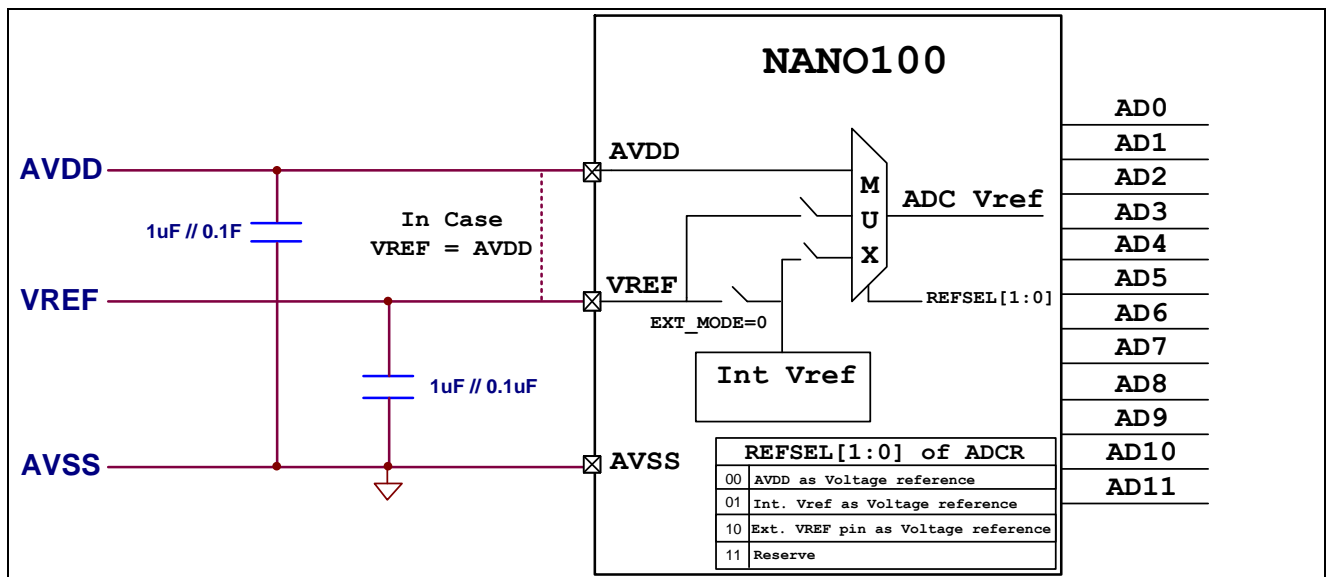 NANO100
AVDD
1uF // 0.1F
In Case
VREF = AVDD
VREF
1uF // 0.1uF
AVSS
AVDD
VREF
EXT_MODE=0
Int Vref
AVSS
M
U
X
ADC Vref
REFSEL[1:0]
REFSEL[1:0] of ADCR
00 AVDD as Voltage reference
01 Int. Vref as Voltage reference
10 Ext. VREF pin as Voltage reference
11 Reserve
AD0
AD1
AD2
AD3
AD4
AD5
AD6
AD7
AD8
AD9
AD10
AD11